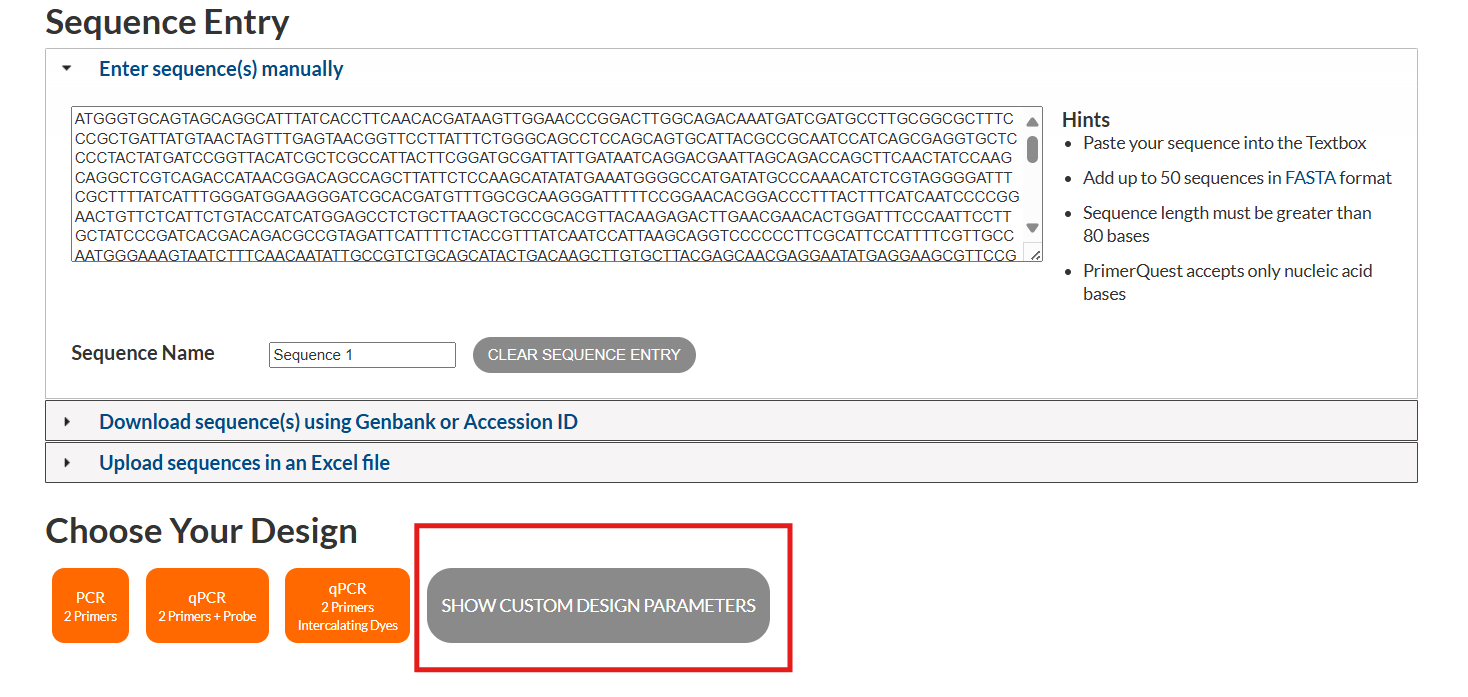 Sequence Entry
Enter sequence(s) manually
ATGGGTGCAGTAGCAGGCATTTATCACCTTCAACACGATAAGTTGGAACCCGGACTTGGCAGACAAATGATCGATGCCTTGCGGCGCTTTC
CCGCTGATTATGTAACTAGTTTGAGTAACGGTTCCTTATTTCTGGGCAGCCTCCAGCAGTGCATTACGCCGCAATCCATCAGCGAGGTGCTC
CCCTACTATGATCCGGTTACATCGCTCGCCATTACTTCGGATGCGATTATTGATAATCAGGACGAATTAGCAGACCAGCTTCAACTATCCAAG
CAGGCTCGTCAGACCATAACGGACAGCCAGCTTATTCTCCAAGCATATATGAAATGGGGCCATGATATGCCCAAACATCTCGTAGGGGATTT
CGCTTTTATCATTTGGGATGGAAGGGATCGCACGATGTTTGGCGCAAGGGATTTTTCCGGAACACGGACCCTTTACTTTCATCAATCCCCGG
AACTGTTCTCATTCTGTACCATCATGGAGCCTCTGCTTAAGCTGCCGCACGTTACAAGAGACTTGAACGAACACTGGATTTCCCAATTCCTT
GCTATCCCGATCACGACAGACGCCGTAGATTCATTTTCTACCGTTTATCAATCCATTAAGCAGGTCCCCCCTTCGCATTCCATTTTCGTTGCC
AATGGGAAAGTAATCTTTCAACAATATTGCCGTCTGCAGCATACTGACAAGCTTGTGCTTACGAGCAACGAGGAATATGAGGAAGCGTTCCG
Hints
Paste your sequence into the Textbox
Add up to 50 sequences in FASTA format
Sequence length must be greater than
80 bases
PrimerQuest accepts only nucleic acid
bases
Sequence Name
Sequence 1
CLEAR SEQUENCE ENTRY
Download sequence(s) using Genbank or Accession ID
Upload sequences in an Excel file
Choose Your Design
PCR
2 Primers
qPCR
2 Primers + Probe
qPCR
2 Primers
Intercalating Dyes
SHOW CUSTOM DESIGN PARAMETERS